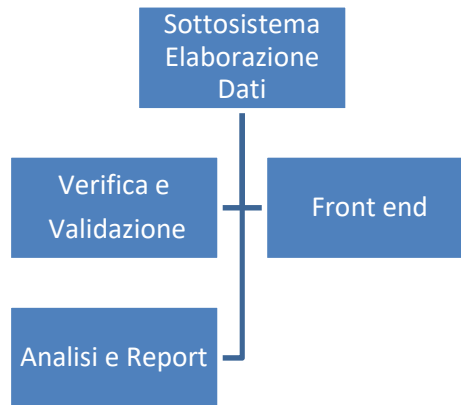 Sottosistema
Elaborazione
Dati
Verifica e
Validazione
Front end
Analisi e Report